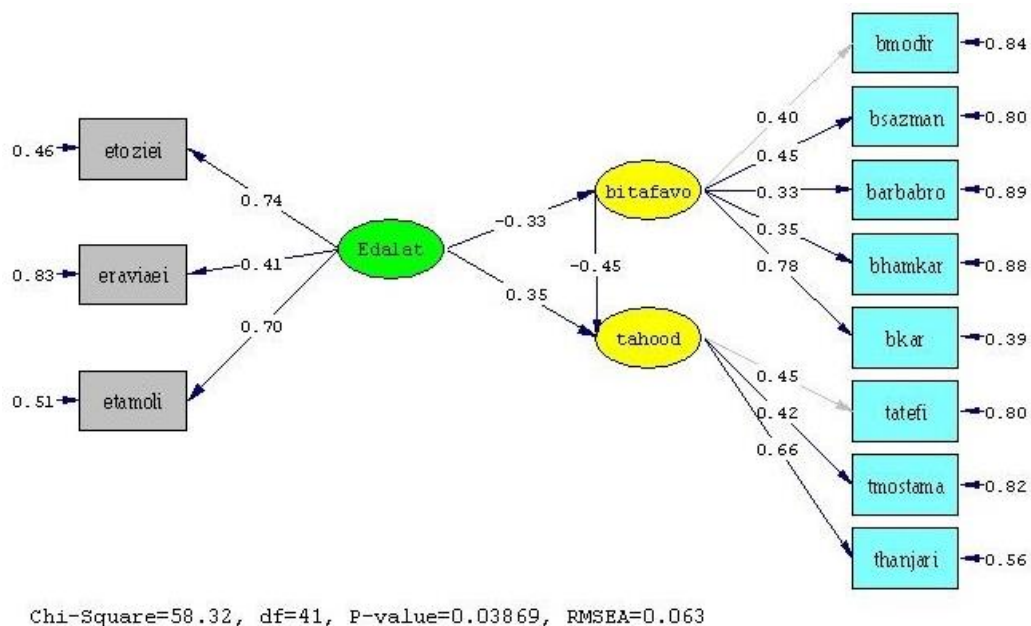 0.46
etoziei
0.83
eraviaei
0.51
etamoli
0.74
0.41
0.70
Edalat
-0.33
0.35
bitafavo
-0.45
tahood
0.40
0.45
0.33
0.35
0.78
0.45
0.42
0.66
bmodir
0.84
bsazman
0.80
barbabro
0.89
bhamkar
0.88
bkar
0.39
tatefi
0.80
tmostama
0.82
thanjari
0.56
Chi-Square=58.32, df=41, P-value=0.03869, RMSEA=0.063